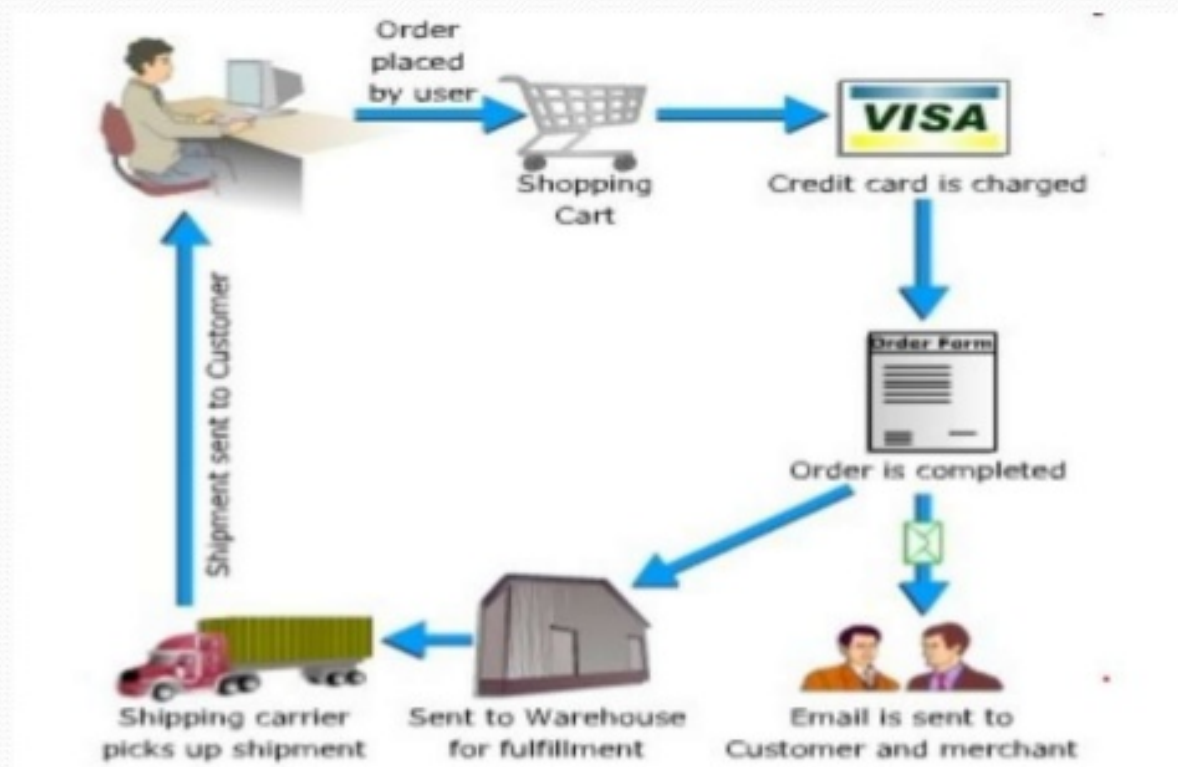 Order
placed
by user
Shopping
Cart
VISA
Credit card is charged
Order Form
Order is completed
Shipment sent to Customer
Shipping carrier
picks up shipment
Sent to Warehouse
for fulfillment
Email is sent to
Customer and merchant